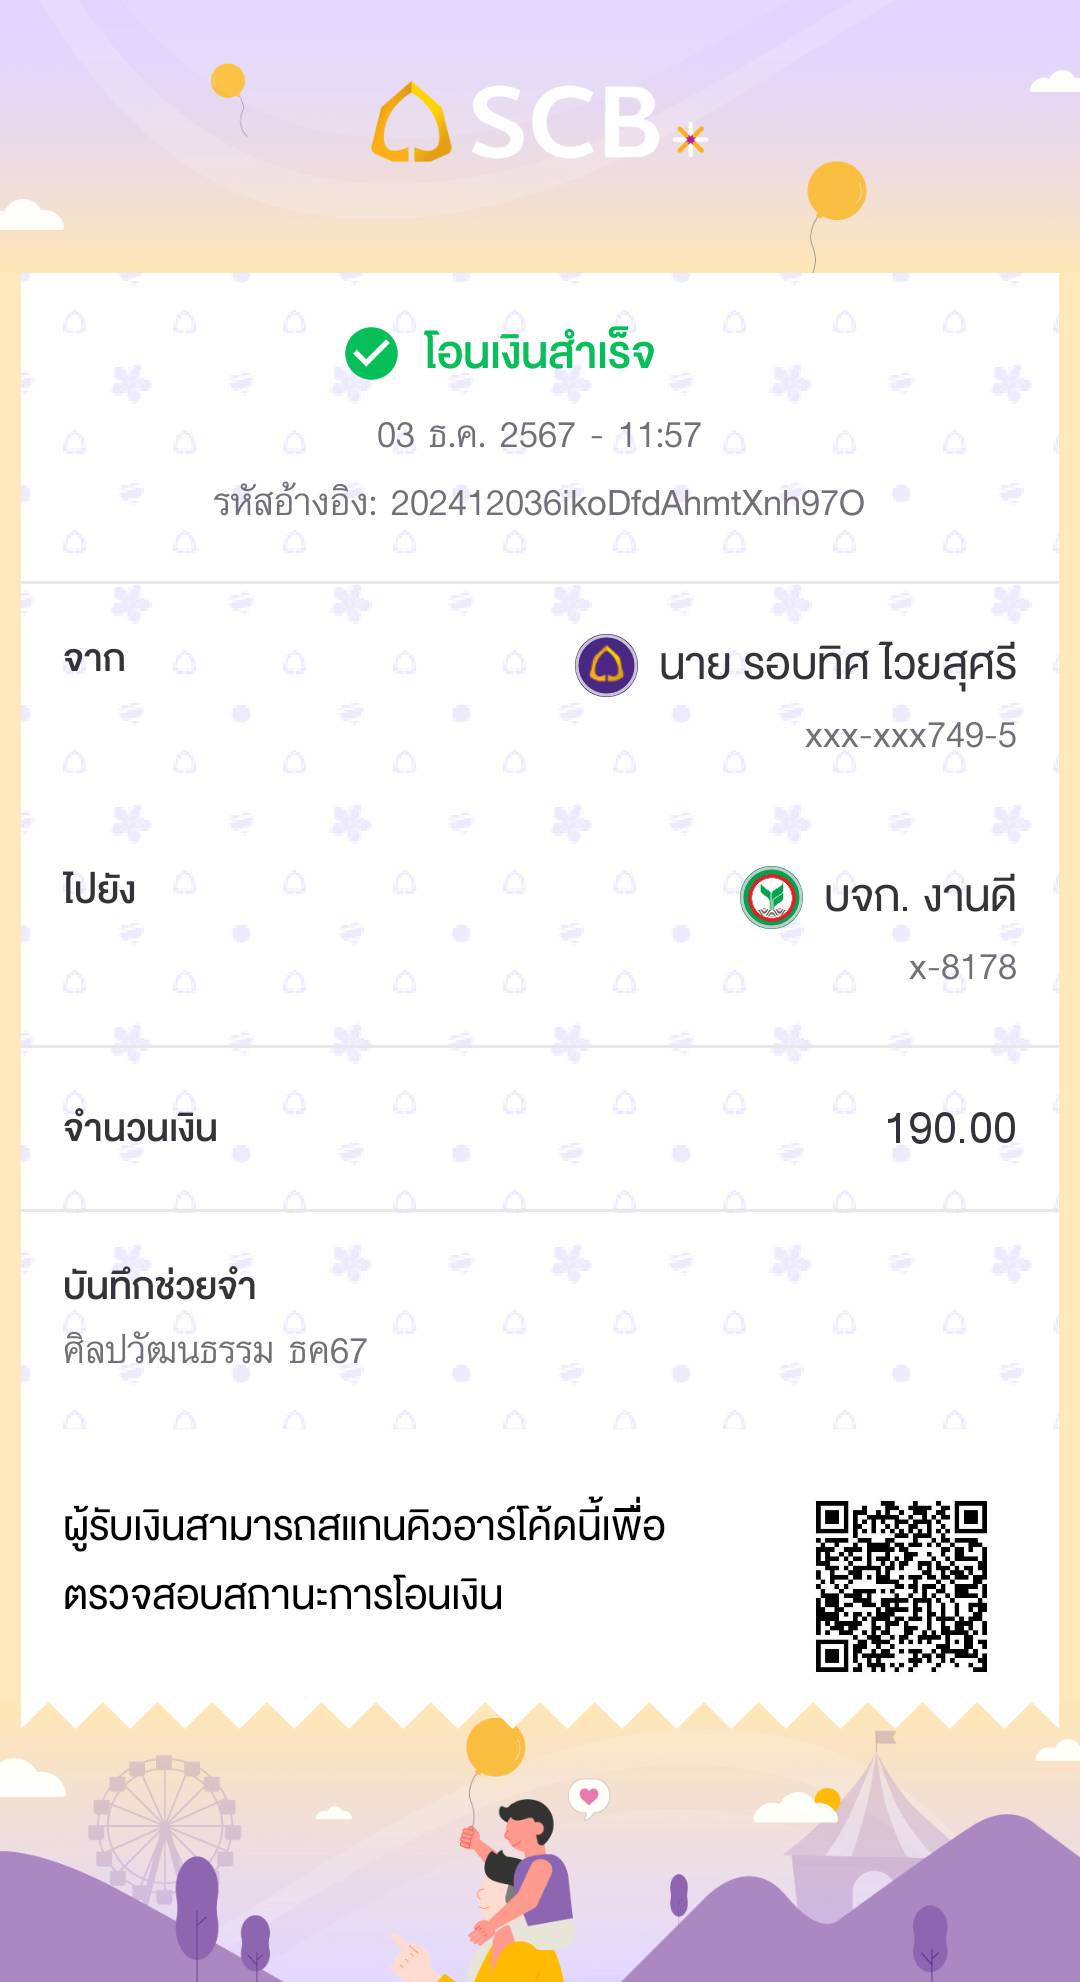 SCB
โอนเงินสำเร็จ
03 ธ.ค. 2567 - 11:57
รหัสอ้างอิง: 202412036ikoDfdAhmtXnh97O
จาก
นาย รอบทิศ ไวยสุศรี
xxx-xxx749-5
ไปยัง
บจก. งานดี
x-8178
จำนวนเงิน
190.00
บันทึกช่วยจำ
ศิลปวัฒนธรรม ธค67
ผู้รับเงินสามารถสแกนคิวอาร์โค้ดนี้เพื่อ
ตรวจสอบสถานะการโอนเงิน